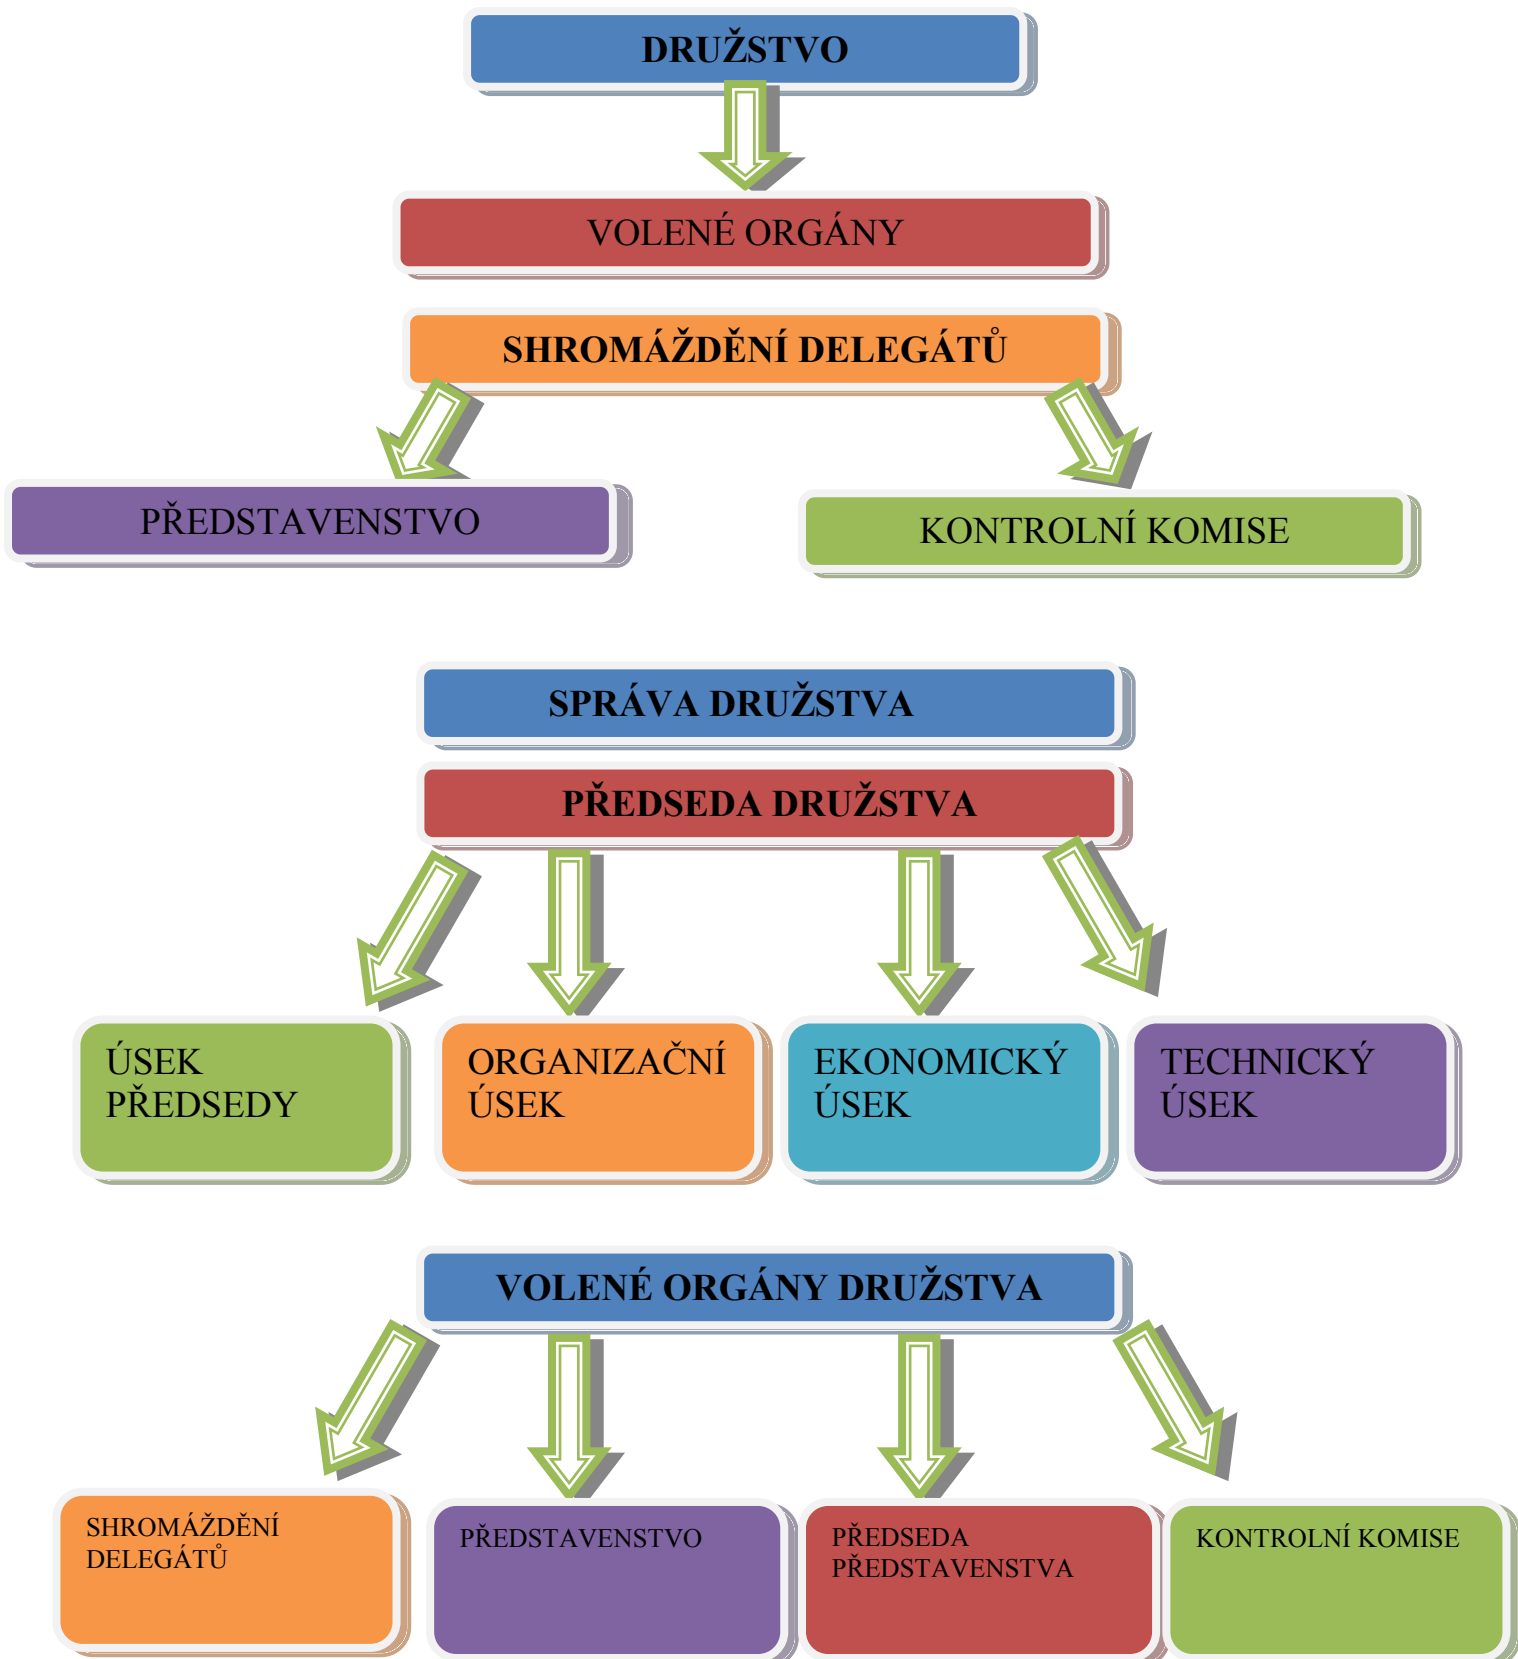 DRUŽSTVO
VOLENÉ ORGÁNY
SHROMÁŽDĚNÍ DELEGÁTŮ
PŘEDSTAVENSTVO
KONTROLNÍ KOMISE
SPRÁVA DRUŽSTVA
PŘEDSEDA DRUŽSTVA
ÚSEK
PŘEDSEDY
ORGANIZAČNÍ
ÚSEK
EKONOMICKÝ
ÚSEK
TECHNICKÝ
ÚSEK
VOLENÉ ORGÁNY DRUŽSTVA
SHROMÁŽDĚNÍ
DELEGÁTŮ
PŘEDSTAVENSTVO
PŘEDSEDA
PŘEDSTAVENSTVA
KONTROLNÍ KOMISE